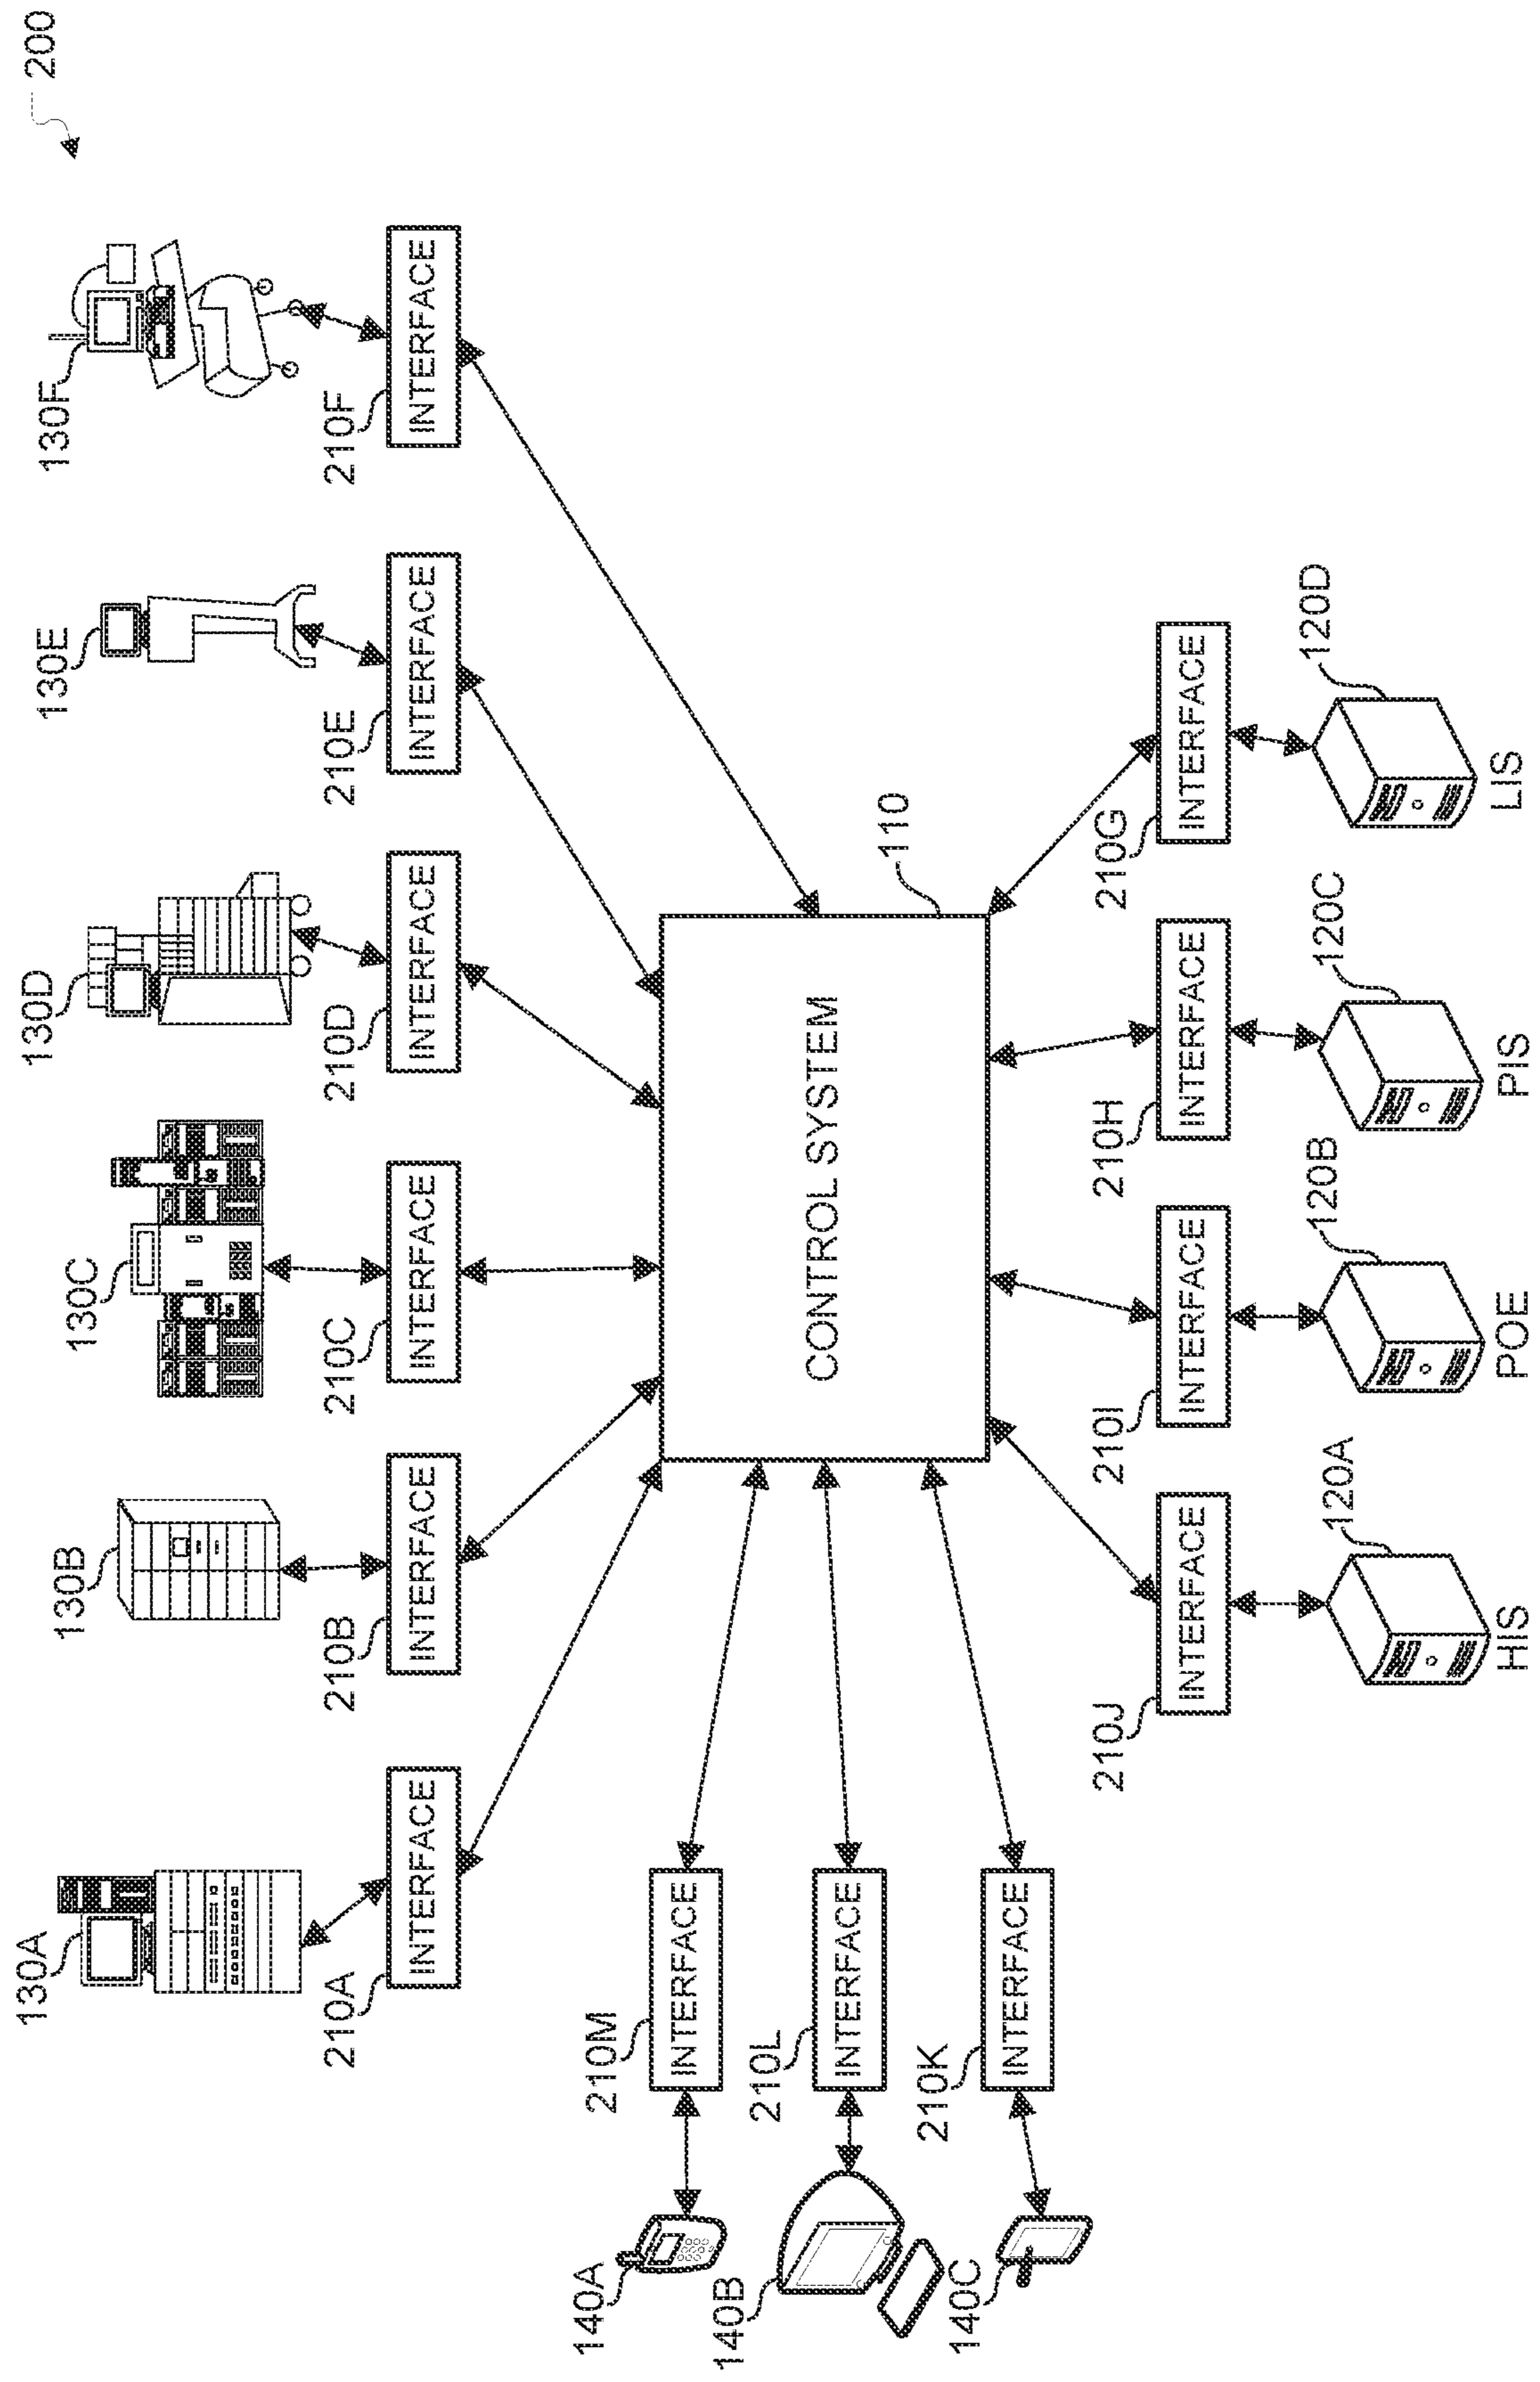 200
130A
130B
130C
130D
130E
130F
210A
INTERFACE
210B
INTERFACE
210C
INTERFACE
210D
INTERFACE
210E
INTERFACE
210F
INTERFACE
140A
210M
INTERFACE
140B
210L
INTERFACE
140C
210K
INTERFACE
CONTROL SYSTEM
110
210J
INTERFACE
210I
INTERFACE
210H
INTERFACE
210G
INTERFACE
120A
120B
120C
120D
HIS
POE
PIS
LIS